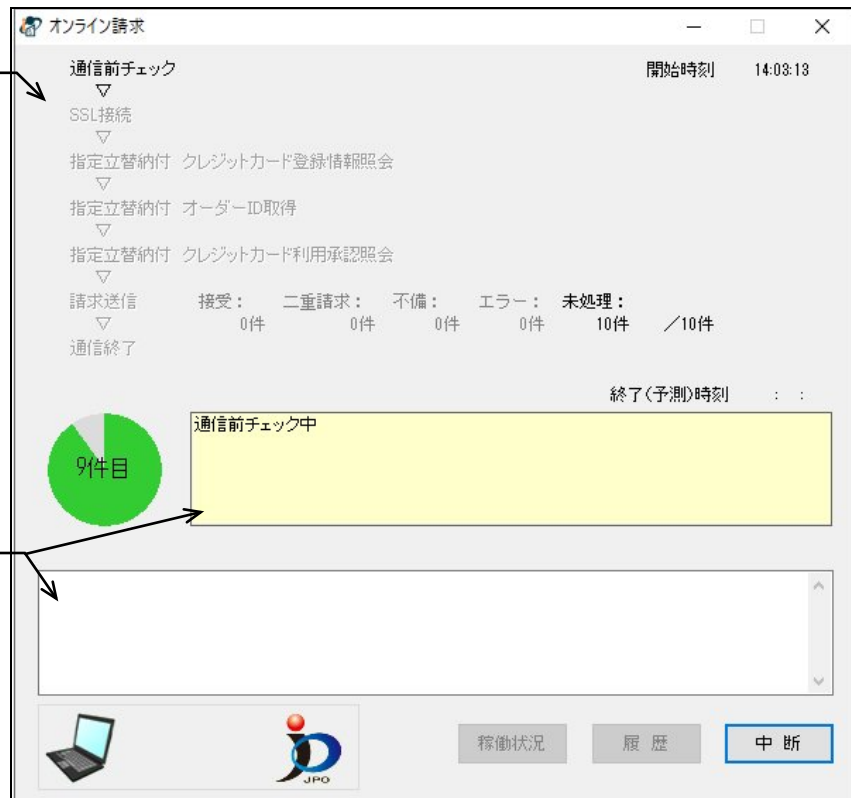 オンライン請求
通信前チェック 開始時刻 14:03:13
▽
SSL接続
▽
指定立替納付 クレジットカード登録情報照会
▽
指定立替納付 オーダーID取得
▽
指定立替納付 クレジットカード利用承認照会
▽
請求送信 接受: 二重請求: 不備: エラー: 未処理:
▽ 0件 0件 0件 0件 10件 /10件
通信終了
終了(予測)時刻 : :
通信前チェック中
9件目
JPO
稼働状況 履歴 中断